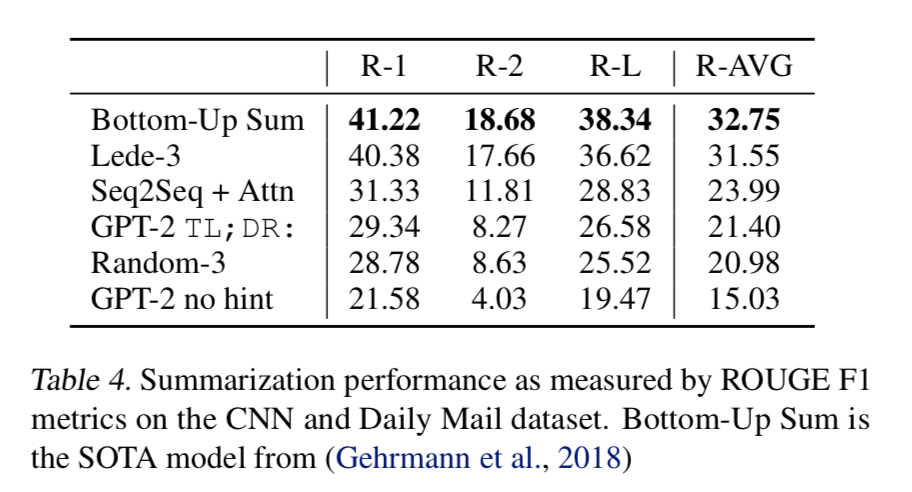 R-1 R-2 R-L R-AVG
Bottom-Up Sum 41.22 18.68 38.34 32.75
Lede-3 40.38 17.66 36.62 31.55
Seq2Seq + Attn 31.33 11.81 28.83 23.99
GPT-2 TL;DR: 29.34 8.27 26.58 21.40
Random-3 28.78 8.63 25.52 20.98
GPT-2 no hint 21.58 4.03 19.47 15.03
Table 4. Summarization performance as measured by ROUGE F1
metrics on the CNN and Daily Mail dataset. Bottom-Up Sum is
the SOTA model from (Gehrmann et al., 2018)